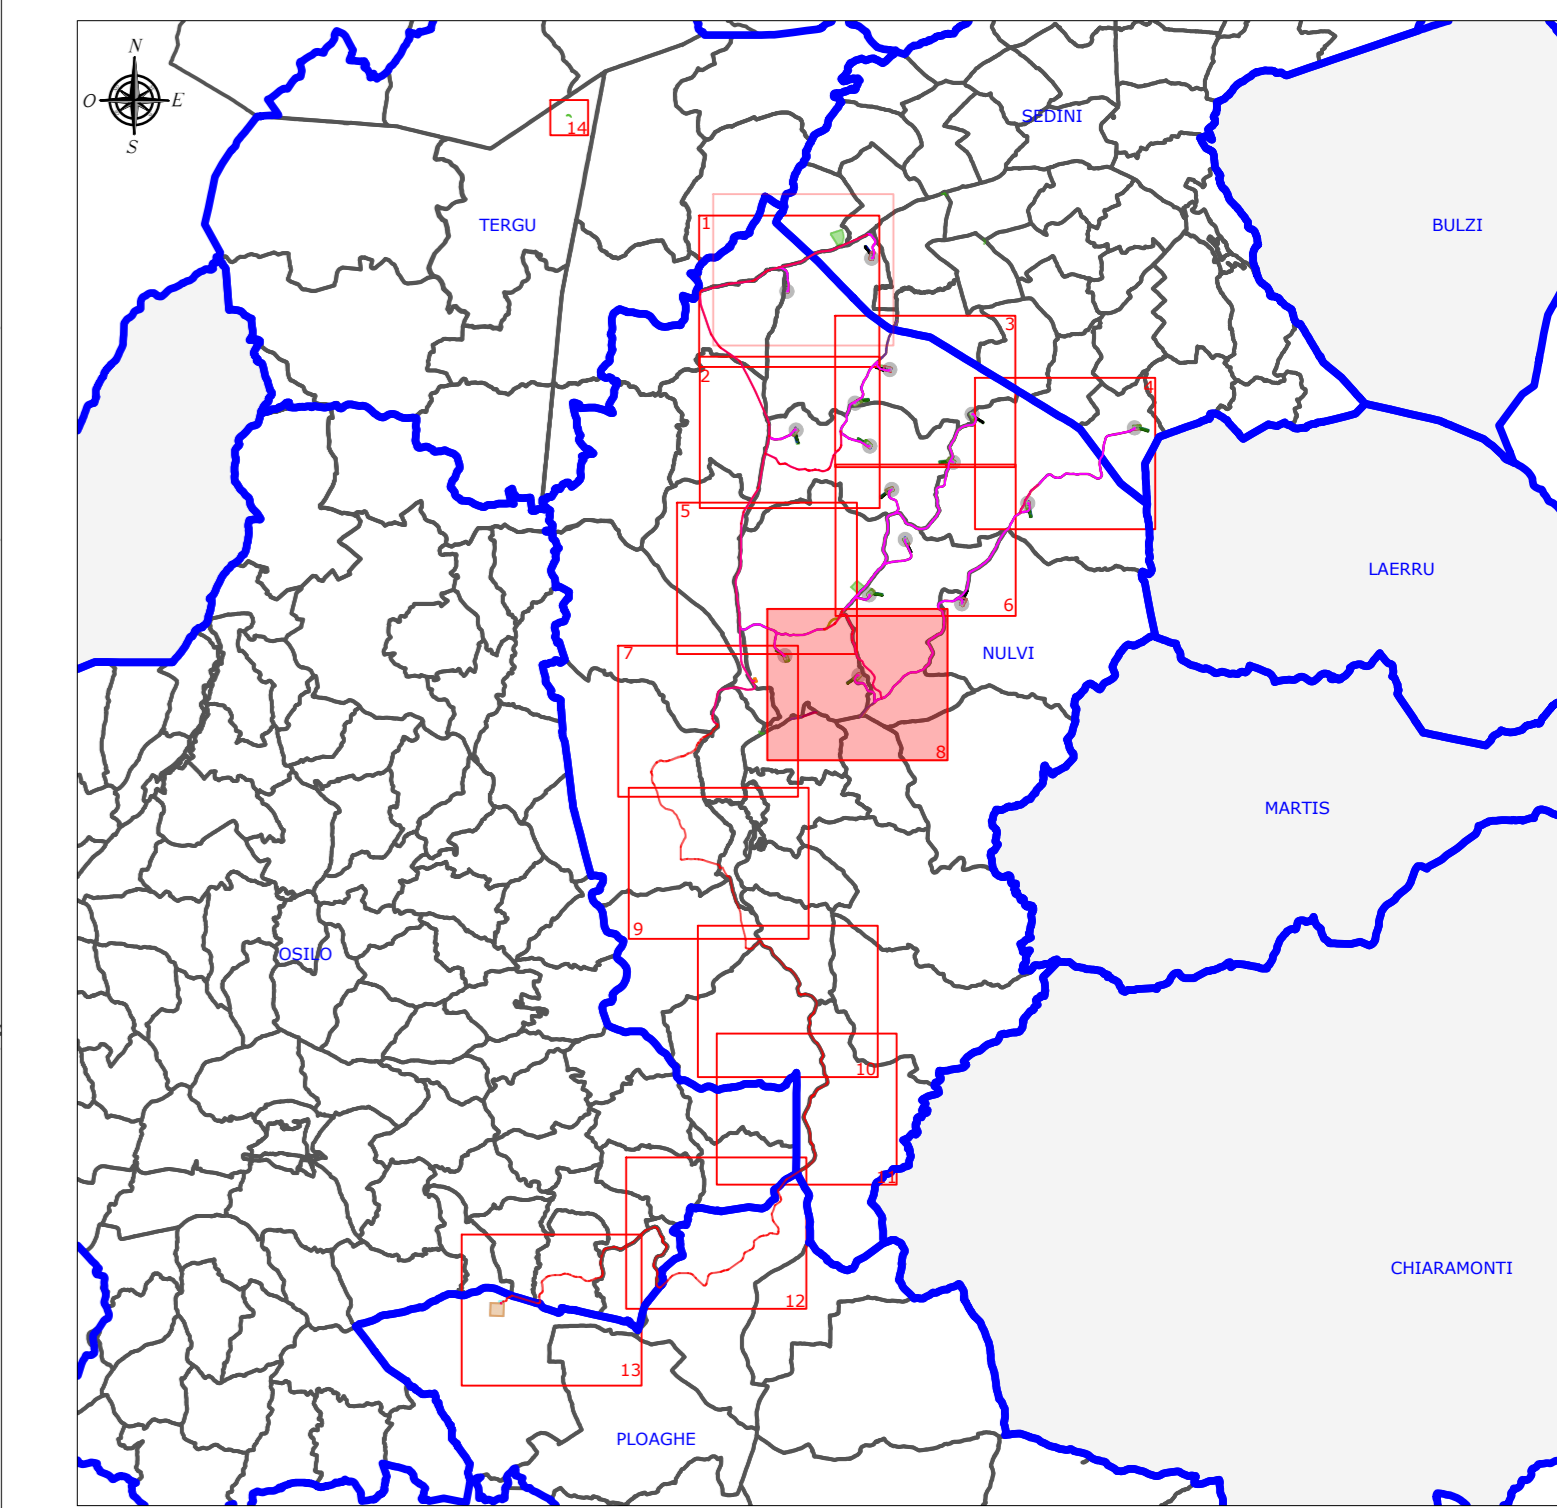 N
O E
S
SEDINI
14
TERGU
1
BULZI
3
2
4
5
LAERRU
6
NULVI
7
8
MARTIS
9
OSILO
10
11
CHIARAMONTI
12
13
PLOAGHE